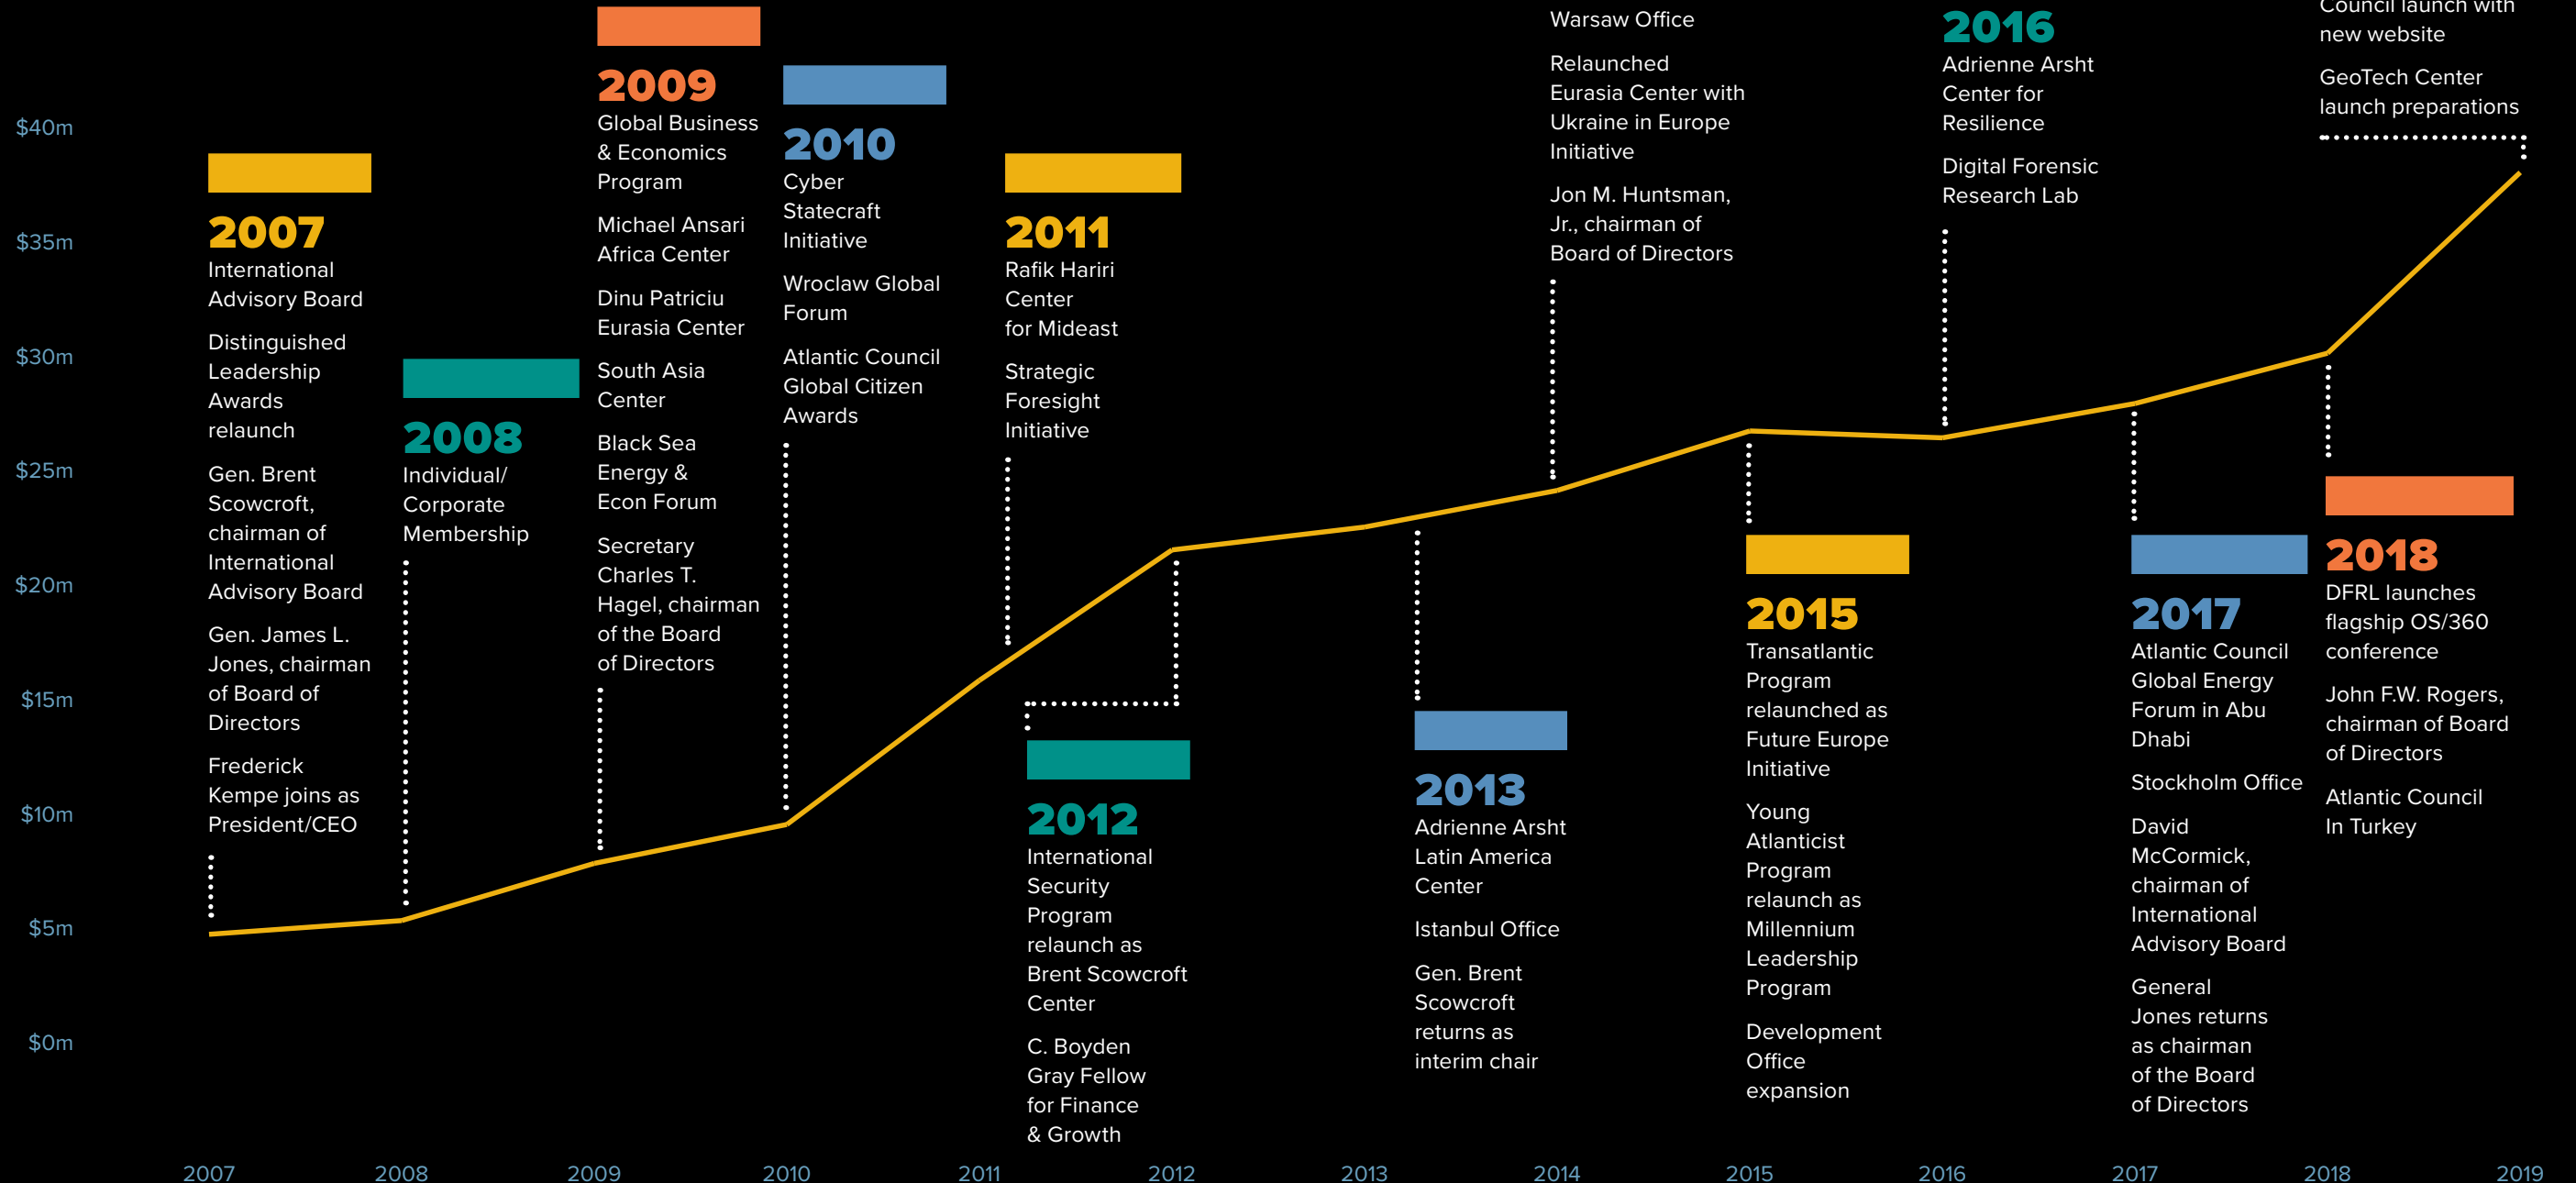 $40m
$35m
$30m
$25m
$20m
$15m
$10m
$5m
$0m
2007
International
Advisory Board
Distinguished
Leadership
Awards
relaunch
Gen. Brent
Scowcroft,
chairman of
International
Advisory Board
Gen. James L.
Jones, chairman
of Board of
Directors
Frederick
Kempe joins as
President/CEO
2008
Individual/
Corporate
Membership
2009
Global Business
& Economics
Program
Michael Ansari
Africa Center
Dinu Patriciu
Eurasia Center
South Asia
Center
Black Sea
Energy &
Econ Forum
Secretary
Charles T.
Hagel, chairman
of the Board
of Directors
2010
Cyber
Statecraft
Initiative
Wroclaw Global
Forum
Atlantic Council
Global Citizen
Awards
2011
Rafik Hariri
Center
for Mideast
Strategic
Foresight
Initiative
2012
International
Security
Program
relaunch as
Brent Scowcroft
Center
C. Boyden
Gray Fellow
for Finance
& Growth
2013
Adrienne Arsht
Latin America
Center
Istanbul Office
Gen. Brent
Scowcroft
returns as
interim chair
Warsaw Office
Relaunched
Eurasia Center with
Ukraine in Europe
Initiative
Jon M. Huntsman,
Jr., chairman of
Board of Directors
2015
Transatlantic
Program
relaunched as
Future Europe
Initiative
Young
Atlanticist
Program
relaunch as
Millennium
Leadership
Program
Development
Office
expansion
2016
Adrienne Arsht
Center for
Resilience
Digital Forensic
Research Lab
2017
Atlantic Council
Global Energy
Forum in Abu
Dhabi
Stockholm Office
David
McCormick,
chairman of
International
Advisory Board
General
Jones returns
as chairman
of the Board
of Directors
2018
DFRL launches
flagship OS/360
conference
John F.W. Rogers,
chairman of Board
of Directors
Atlantic Council
In Turkey
Council launch with
new website
GeoTech Center
launch preparations
2007
2008
2009
2010
2011
2012
2013
2014
2015
2016
2017
2018
2019